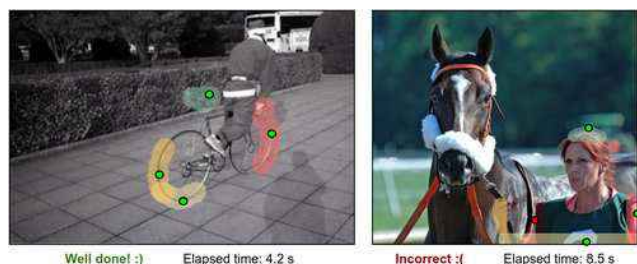 Well done! :)
Elapsed time: 4.2 s
Incorrect :(
Elapsed time: 8.5 s